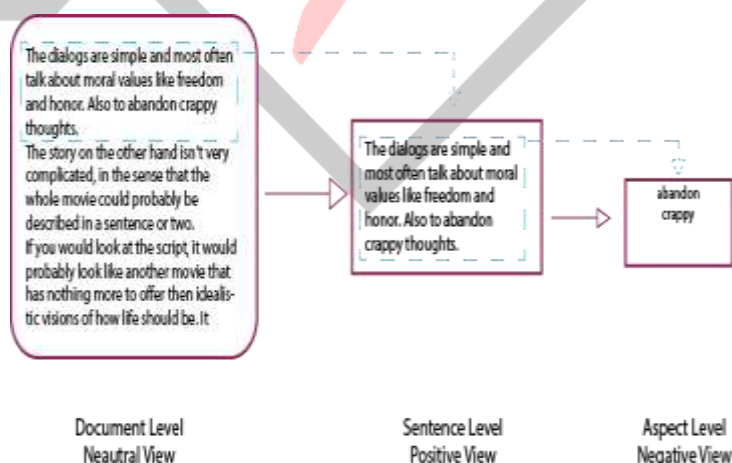 The dialogs are simple and most often
talk about moral values like freedom
and honor. Also to abandon crappy
thoughts.
The story on the other hand isn't very
complicated, in the sense that the
whole movie could probably be
described in a sentence or two.
If you would look at the script, it would
probably look like another movie that
has nothing more to offer then idealis-
tic visions of how life should be. It
The dialogs are simple and
most often talk about moral
values like freedom and
honor. Also to abandon
crappy thoughts.
abandon
crappy
Document Level
Neautral View
Sentence Level
Positive View
Aspect Level
Negative View